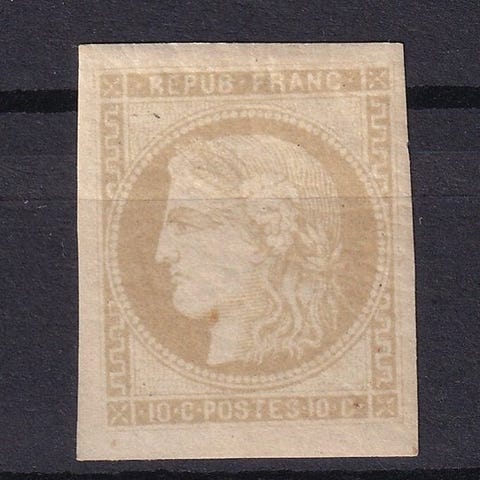 · REPUB · FRANC ·
10 · C · POSTES · 10 · C ·